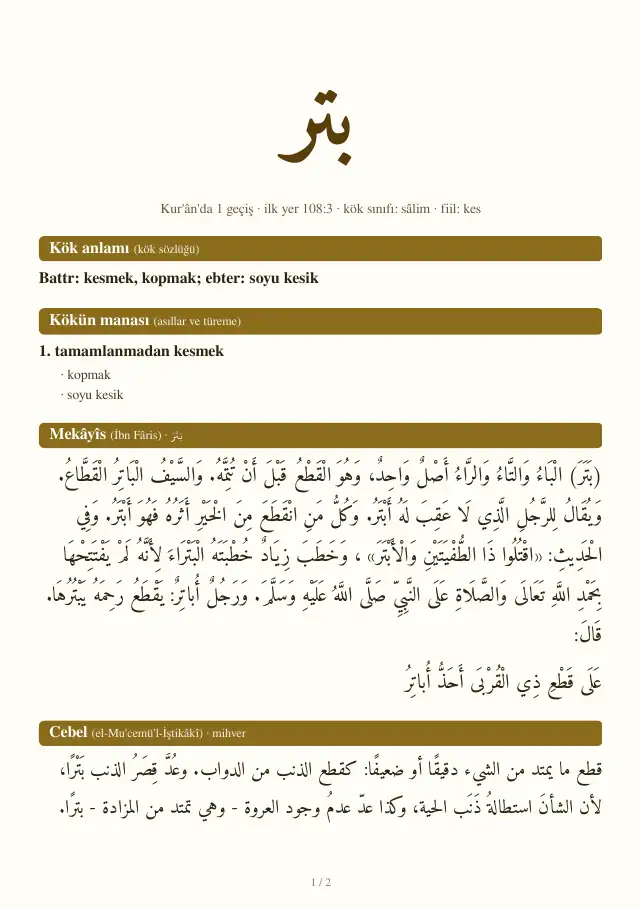 بتر
Kur'ân'da 1 geçiş · ilk yer 108:3 · kök sınıfı: sâlim · fiil: kes
Kök anlamı (kök sözlüğü)
Battr: kesmek, kopmak; ebter: soyu kesik
Kökün manası (asıllar ve türeme)
1. tamamlanmadan kesmek
· kopmak
· soyu kesik
Mekâyîs (İbn Fâris) · بَتَرَ
(بَتَرَ) الْبَاءُ وَالتَّاءُ وَالرَّاءُ أَصْلٌ وَاحِدٌ، وَهُوَ الْقَطْعُ قَبْلَ أَنْ تُتِمَّهُ. وَالسَّيْفُ الْبَاتِرُ الْقَطَّاعُ.
وَيُقَالُ لِلرَّجُلِ الَّذِي لَا عَقِبَ لَهُ أَبْتَرُ. وَكُلُّ مَنِ انْقَطَعَ مِنَ الْخَيْرِ أَثَرُهُ فَهُوَ أَبْتَرُ. وَفِي
الْحَدِيثِ: «اقْتُلُوا ذَا الطُّفْيَتَيْنِ وَالْأَبْتَرَ» ، وَخَطَبَ زِيَادٌ خُطْبَتَهُ الْبَتْرَاءَ لِأَنَّهُ لَمْ يَفْتَتِحْهَا
بِحَمْدِ اللَّهِ تَعَالَى وَالصَّلَاةِ عَلَى النَّبِيِّ صَلَّى اللَّهُ عَلَيْهِ وَسَلَّمَ. وَرَجُلٌ أُبَاتِرٌ: يَقْطَعُ رَحِمَهُ يَبْتُرُهَا.
قَالَ:
عَلَى قَطْعِ ذِي الْقُرْبَى أَحَذُّ أُبَاتِرُ
Cebel (el-Mu'cemü'l-İştikâkî) · mihver
قطع ما يمتد من الشيء دقيقًا أو ضعيفًا: كقطع الذنب من الدواب. وعُدَّ قِصَرُ الذنب بَتْرًا،
لأن الشأنَ استطالةُ ذَنَب الحية، وكذا عدّ عدمُ وجود العروة - وهي تمتد من المزادة - بترًا.
1 / 2